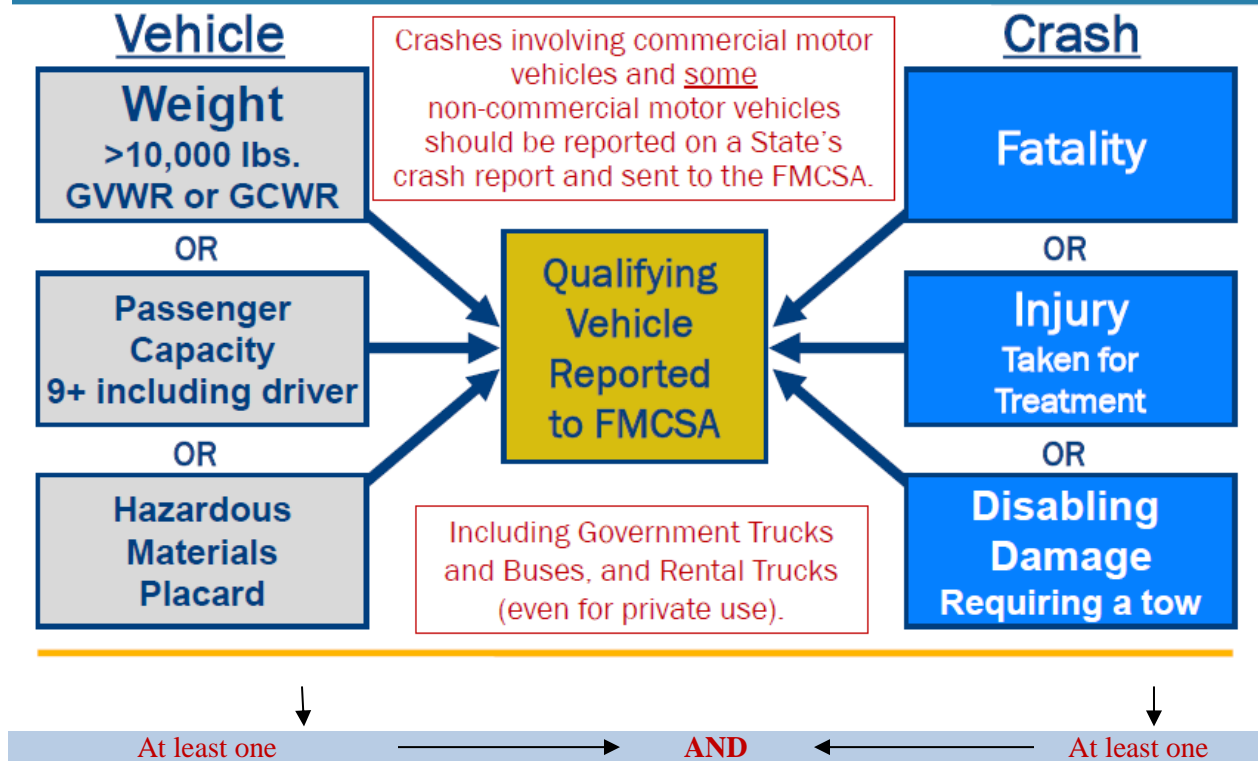 Vehicle
Weight
>10,000 lbs.
GVWR or GCWR
OR
Passenger
Capacity
9+ including driver
OR
Hazardous
Materials
Placard
Crashes involving commercial motor
vehicles and some
non-commercial motor vehicles
should be reported on a State's
crash report and sent to the FMCSA.
Qualifying
Vehicle
Reported
to FMCSA
Including Government Trucks
and Buses, and Rental Trucks
(even for private use).
Crash
Fatality
OR
Injury
Taken for
Treatment
OR
Disabling
Damage
Requiring a tow
At least one
AND
At least one